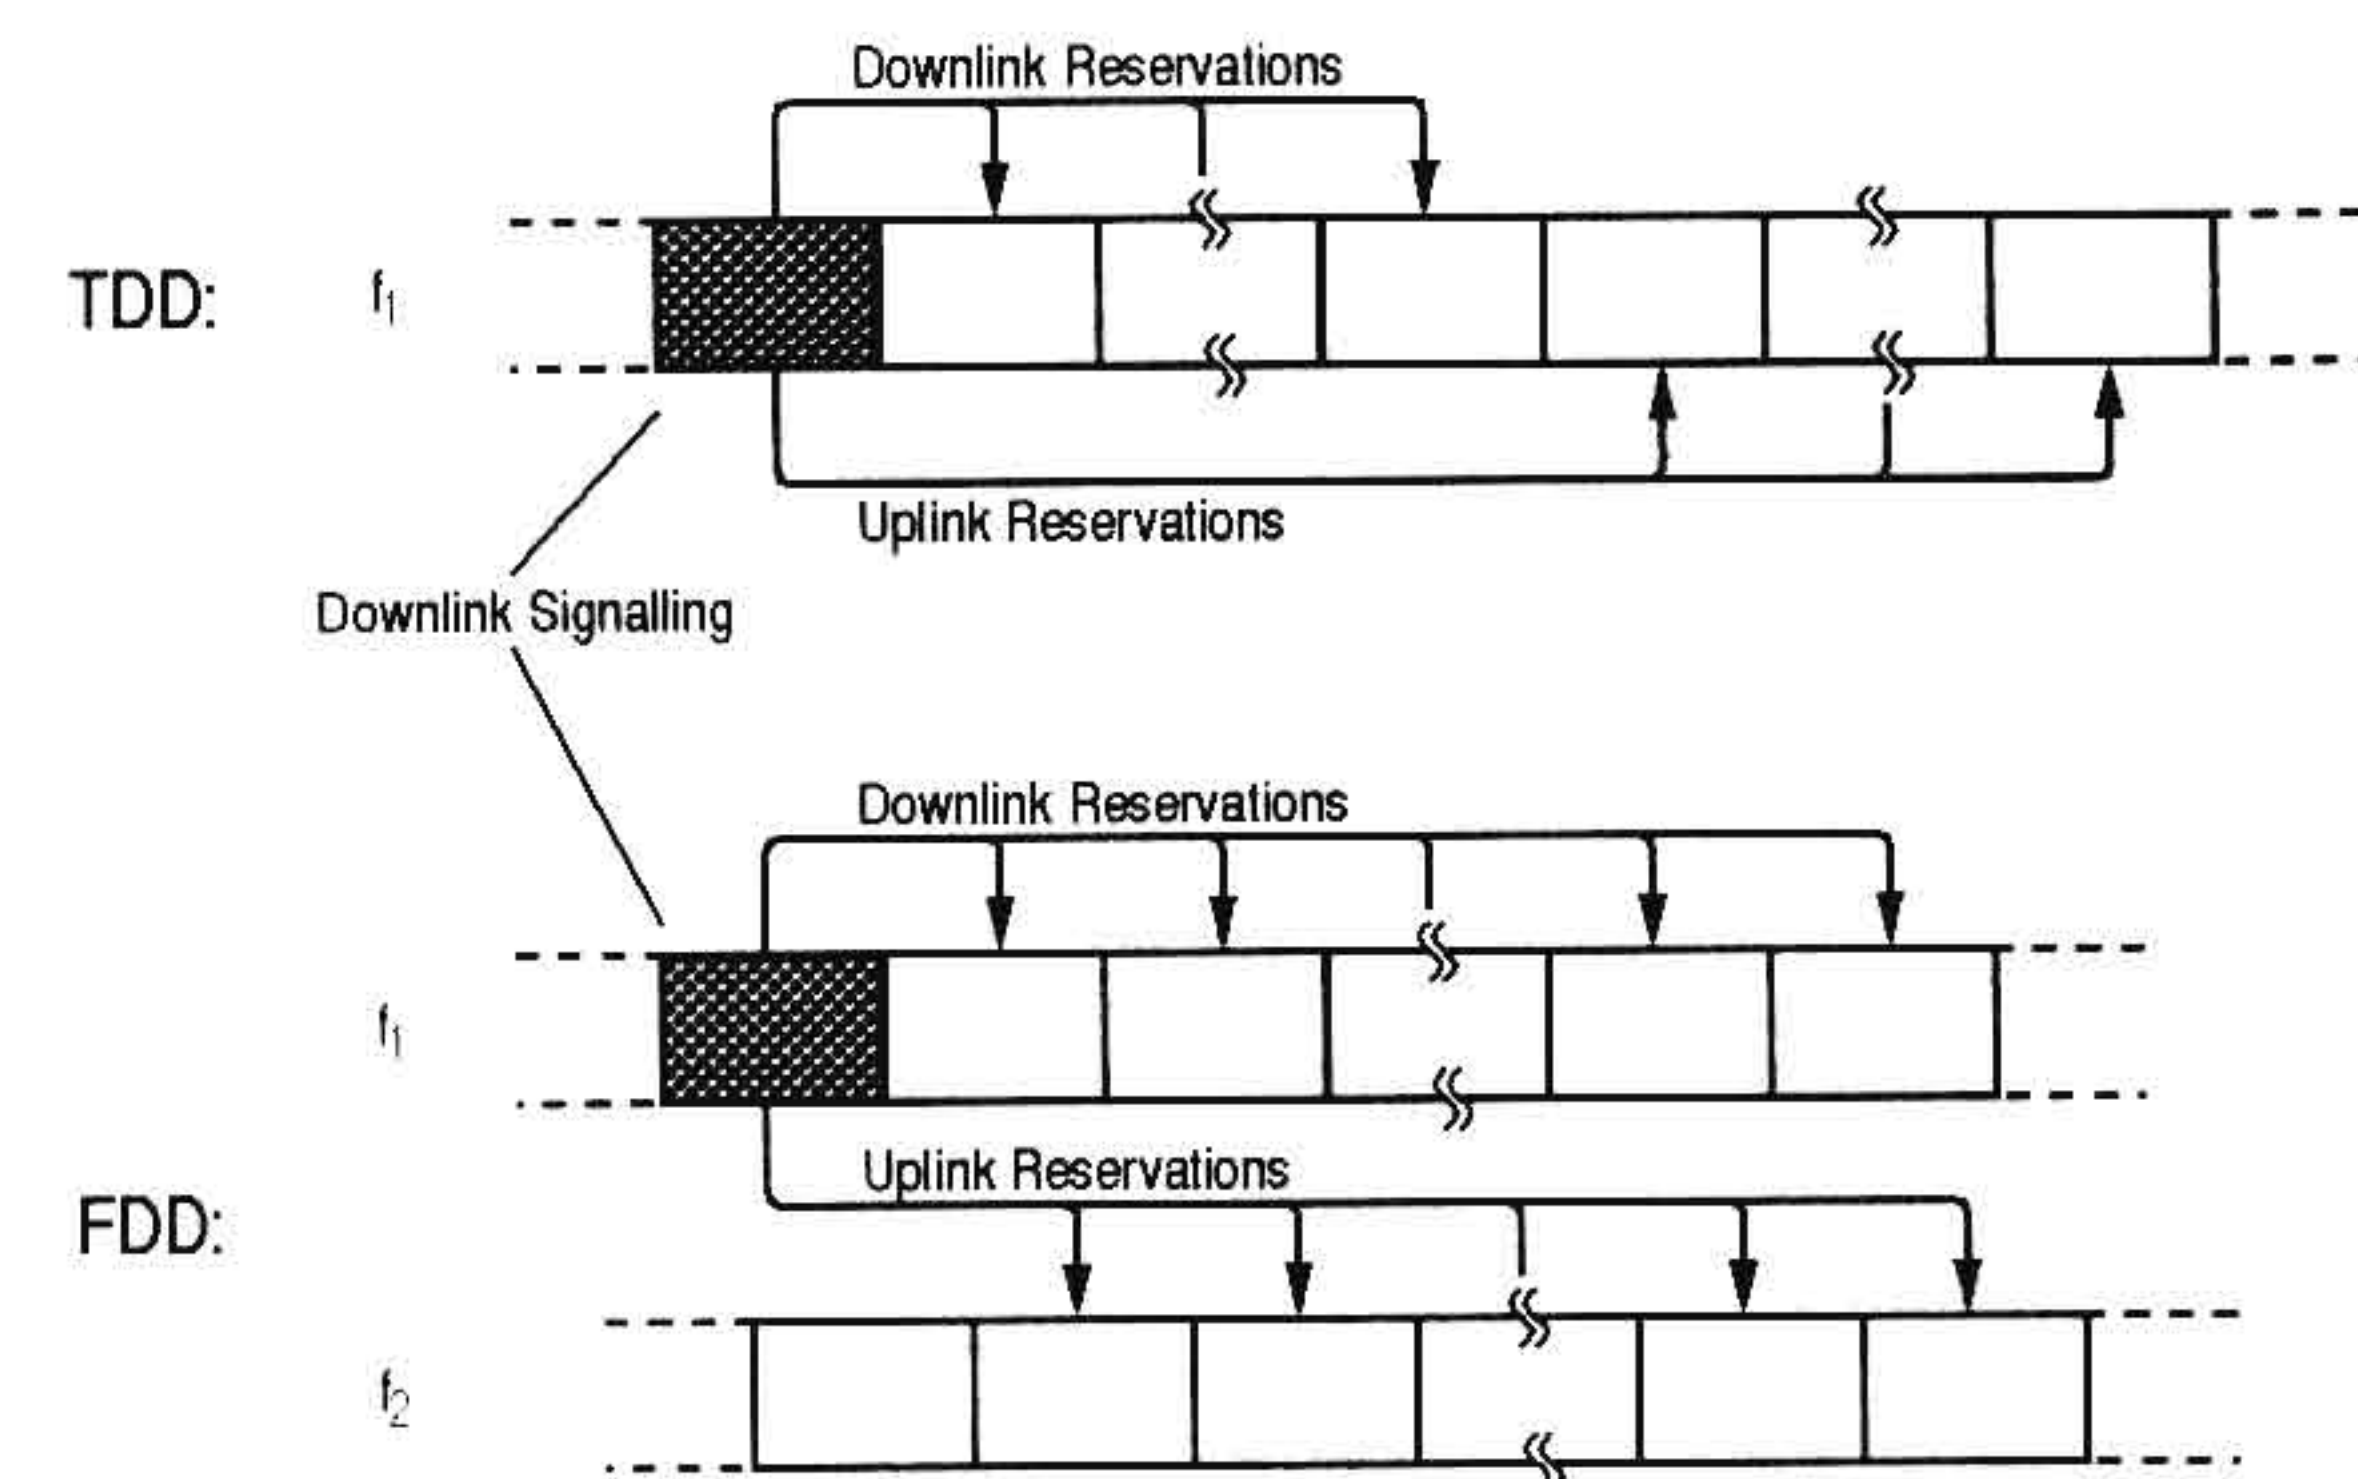 Downlink Reservations
TDD: f1
Uplink Reservations
Downlink Signalling
Downlink Reservations
f1
Uplink Reservations
FDD:
f2